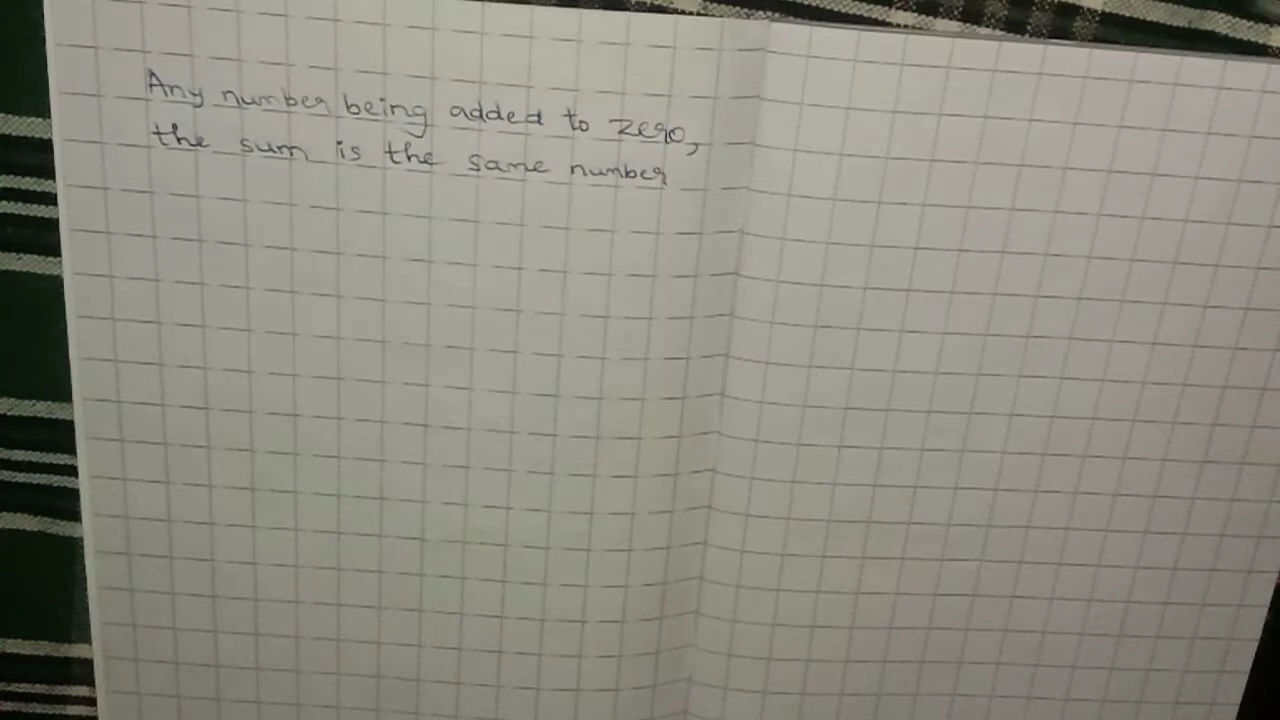 Any number being added to zero,
the sum is the same number